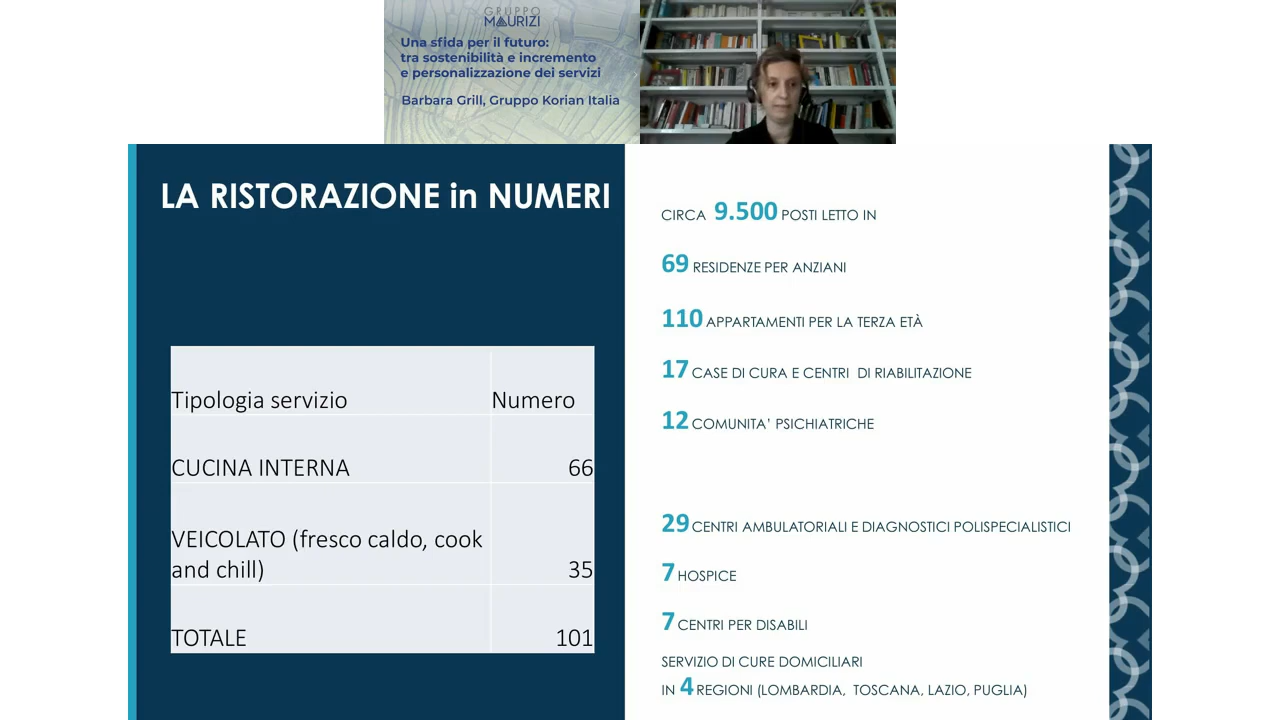 GRUPPO
MAURIZI
Una sfida per il futuro:
tra sostenibilità e incremento
e personalizzazione dei servizi
Barbara Grill, Gruppo Korian Italia
LA RISTORAZIONE in NUMERI
Tipologia servizio Numero
CUCINA INTERNA 66
VEICOLATO (fresco caldo, cook
and chill) 35
TOTALE 101
CIRCA 9.500 POSTI LETTO IN
69 RESIDENZE PER ANZIANI
110 APPARTAMENTI PER LA TERZA ETÀ
17 CASE DI CURA E CENTRI DI RIABILITAZIONE
12 COMUNITA’ PSICHIATRICHE
29 CENTRI AMBULATORIALI E DIAGNOSTICI POLISPECIALISTICI
7 HOSPICE
7 CENTRI PER DISABILI
SERVIZIO DI CURE DOMICILIARI
IN 4 REGIONI (LOMBARDIA, TOSCANA, LAZIO, PUGLIA)